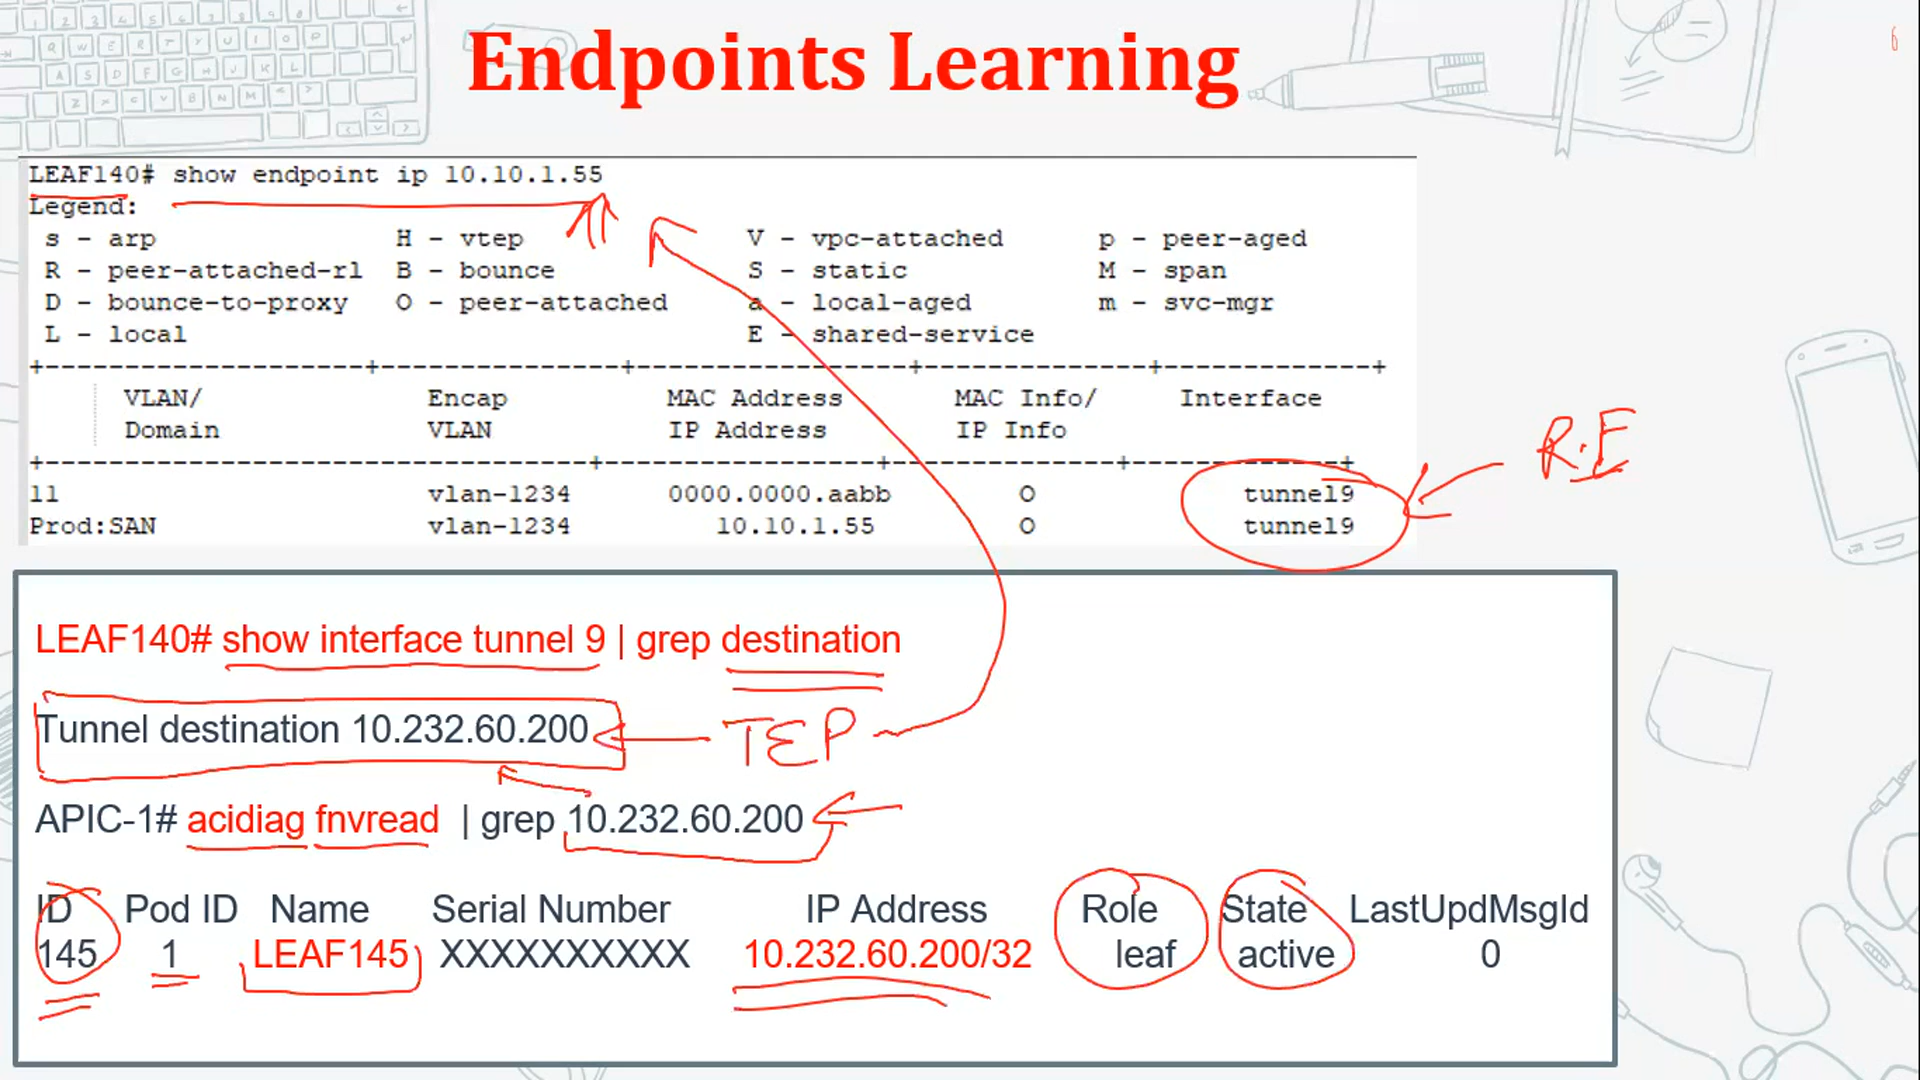 Endpoints Learning
6
LEAF140# show endpoint ip 10.10.1.55
Legend:
s - arp H - vtep V - vpc-attached p - peer-aged
R - peer-attached-rl B - bounce S - static M - span
D - bounce-to-proxy O - peer-attached a - local-aged m - svc-mgr
L - local E - shared-service
+---------------------+----------------+------------------+---------------+--------------+
VLAN/ Encap MAC Address MAC Info/ Interface
Domain VLAN IP Address IP Info
+-----------------------------------+------------------+---------------+--------------+
11 vlan-1234 0000.0000.aabb O tunnel9
Prod:SAN vlan-1234 10.10.1.55 O tunnel9
R.E
LEAF140# show interface tunnel 9 | grep destination
Tunnel destination 10.232.60.200
TEP
APIC-1# acidiag fnvread | grep 10.232.60.200
ID Pod ID Name Serial Number IP Address Role State LastUpdMsgId
145 1 LEAF145 XXXXXXXXXX 10.232.60.200/32 leaf active 0